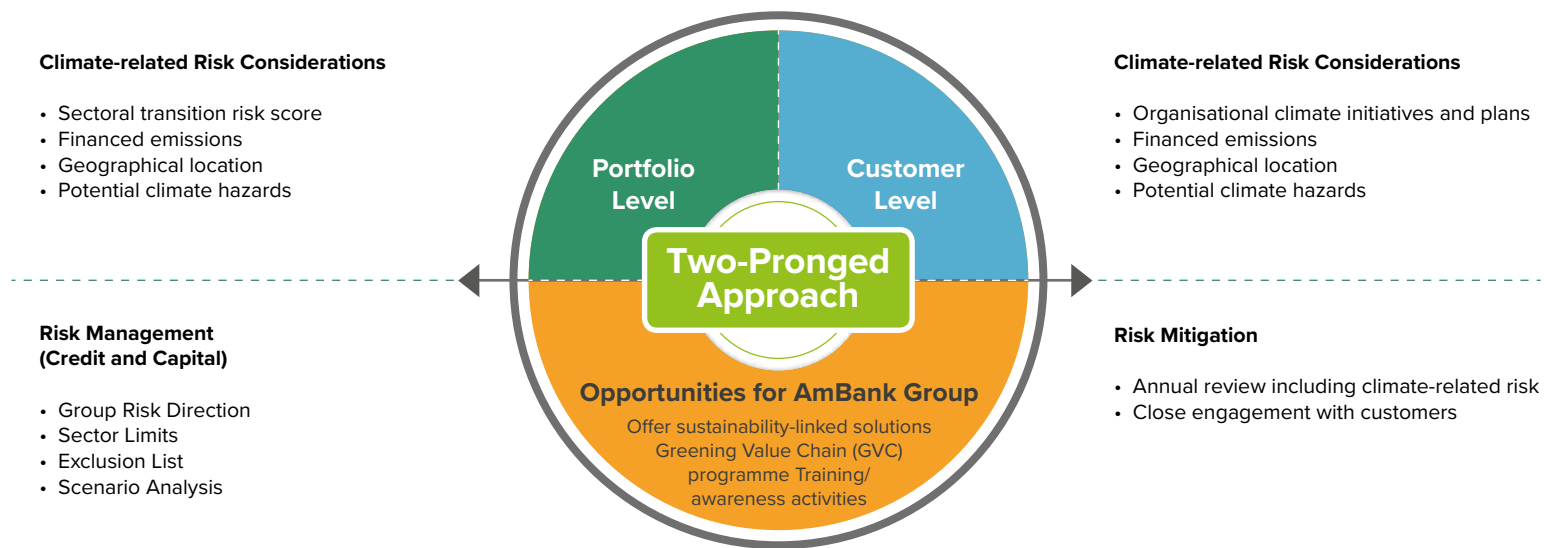 Climate-related Risk Considerations
• Sectoral transition risk score
• Financed emissions
• Geographical location
• Potential climate hazards
Risk Management
(Credit and Capital)
• Group Risk Direction
• Sector Limits
• Exclusion List
• Scenario Analysis
Portfolio
Level
Customer
Level
Two-Pronged
Approach
Opportunities for AmBank Group
Offer sustainability-linked solutions
Greening Value Chain (GVC)
programme Training/
awareness activities
Climate-related Risk Considerations
• Organisational climate initiatives and plans
• Financed emissions
• Geographical location
• Potential climate hazards
Risk Mitigation
• Annual review including climate-related risk
• Close engagement with customers